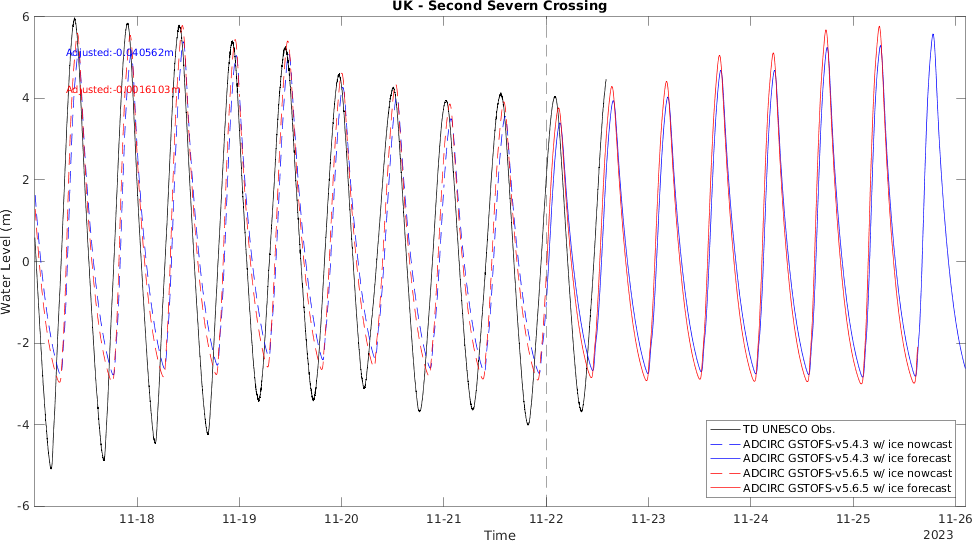 UK - Second Severn Crossing
Adjusted:-0.040562m
Adjusted:-0.0016103m
Water Level (m)
6
4
2
0
-2
-4
-6
TD UNESCO Obs.
ADCIRC GSTOFS-v5.4.3 w/ ice nowcast
ADCIRC GSTOFS-v5.4.3 w/ ice forecast
ADCIRC GSTOFS-v5.6.5 w/ ice nowcast
ADCIRC GSTOFS-v5.6.5 w/ ice forecast
11-18 11-19 11-20 11-21 11-22 11-23 11-24 11-25 11-26
Time
2023